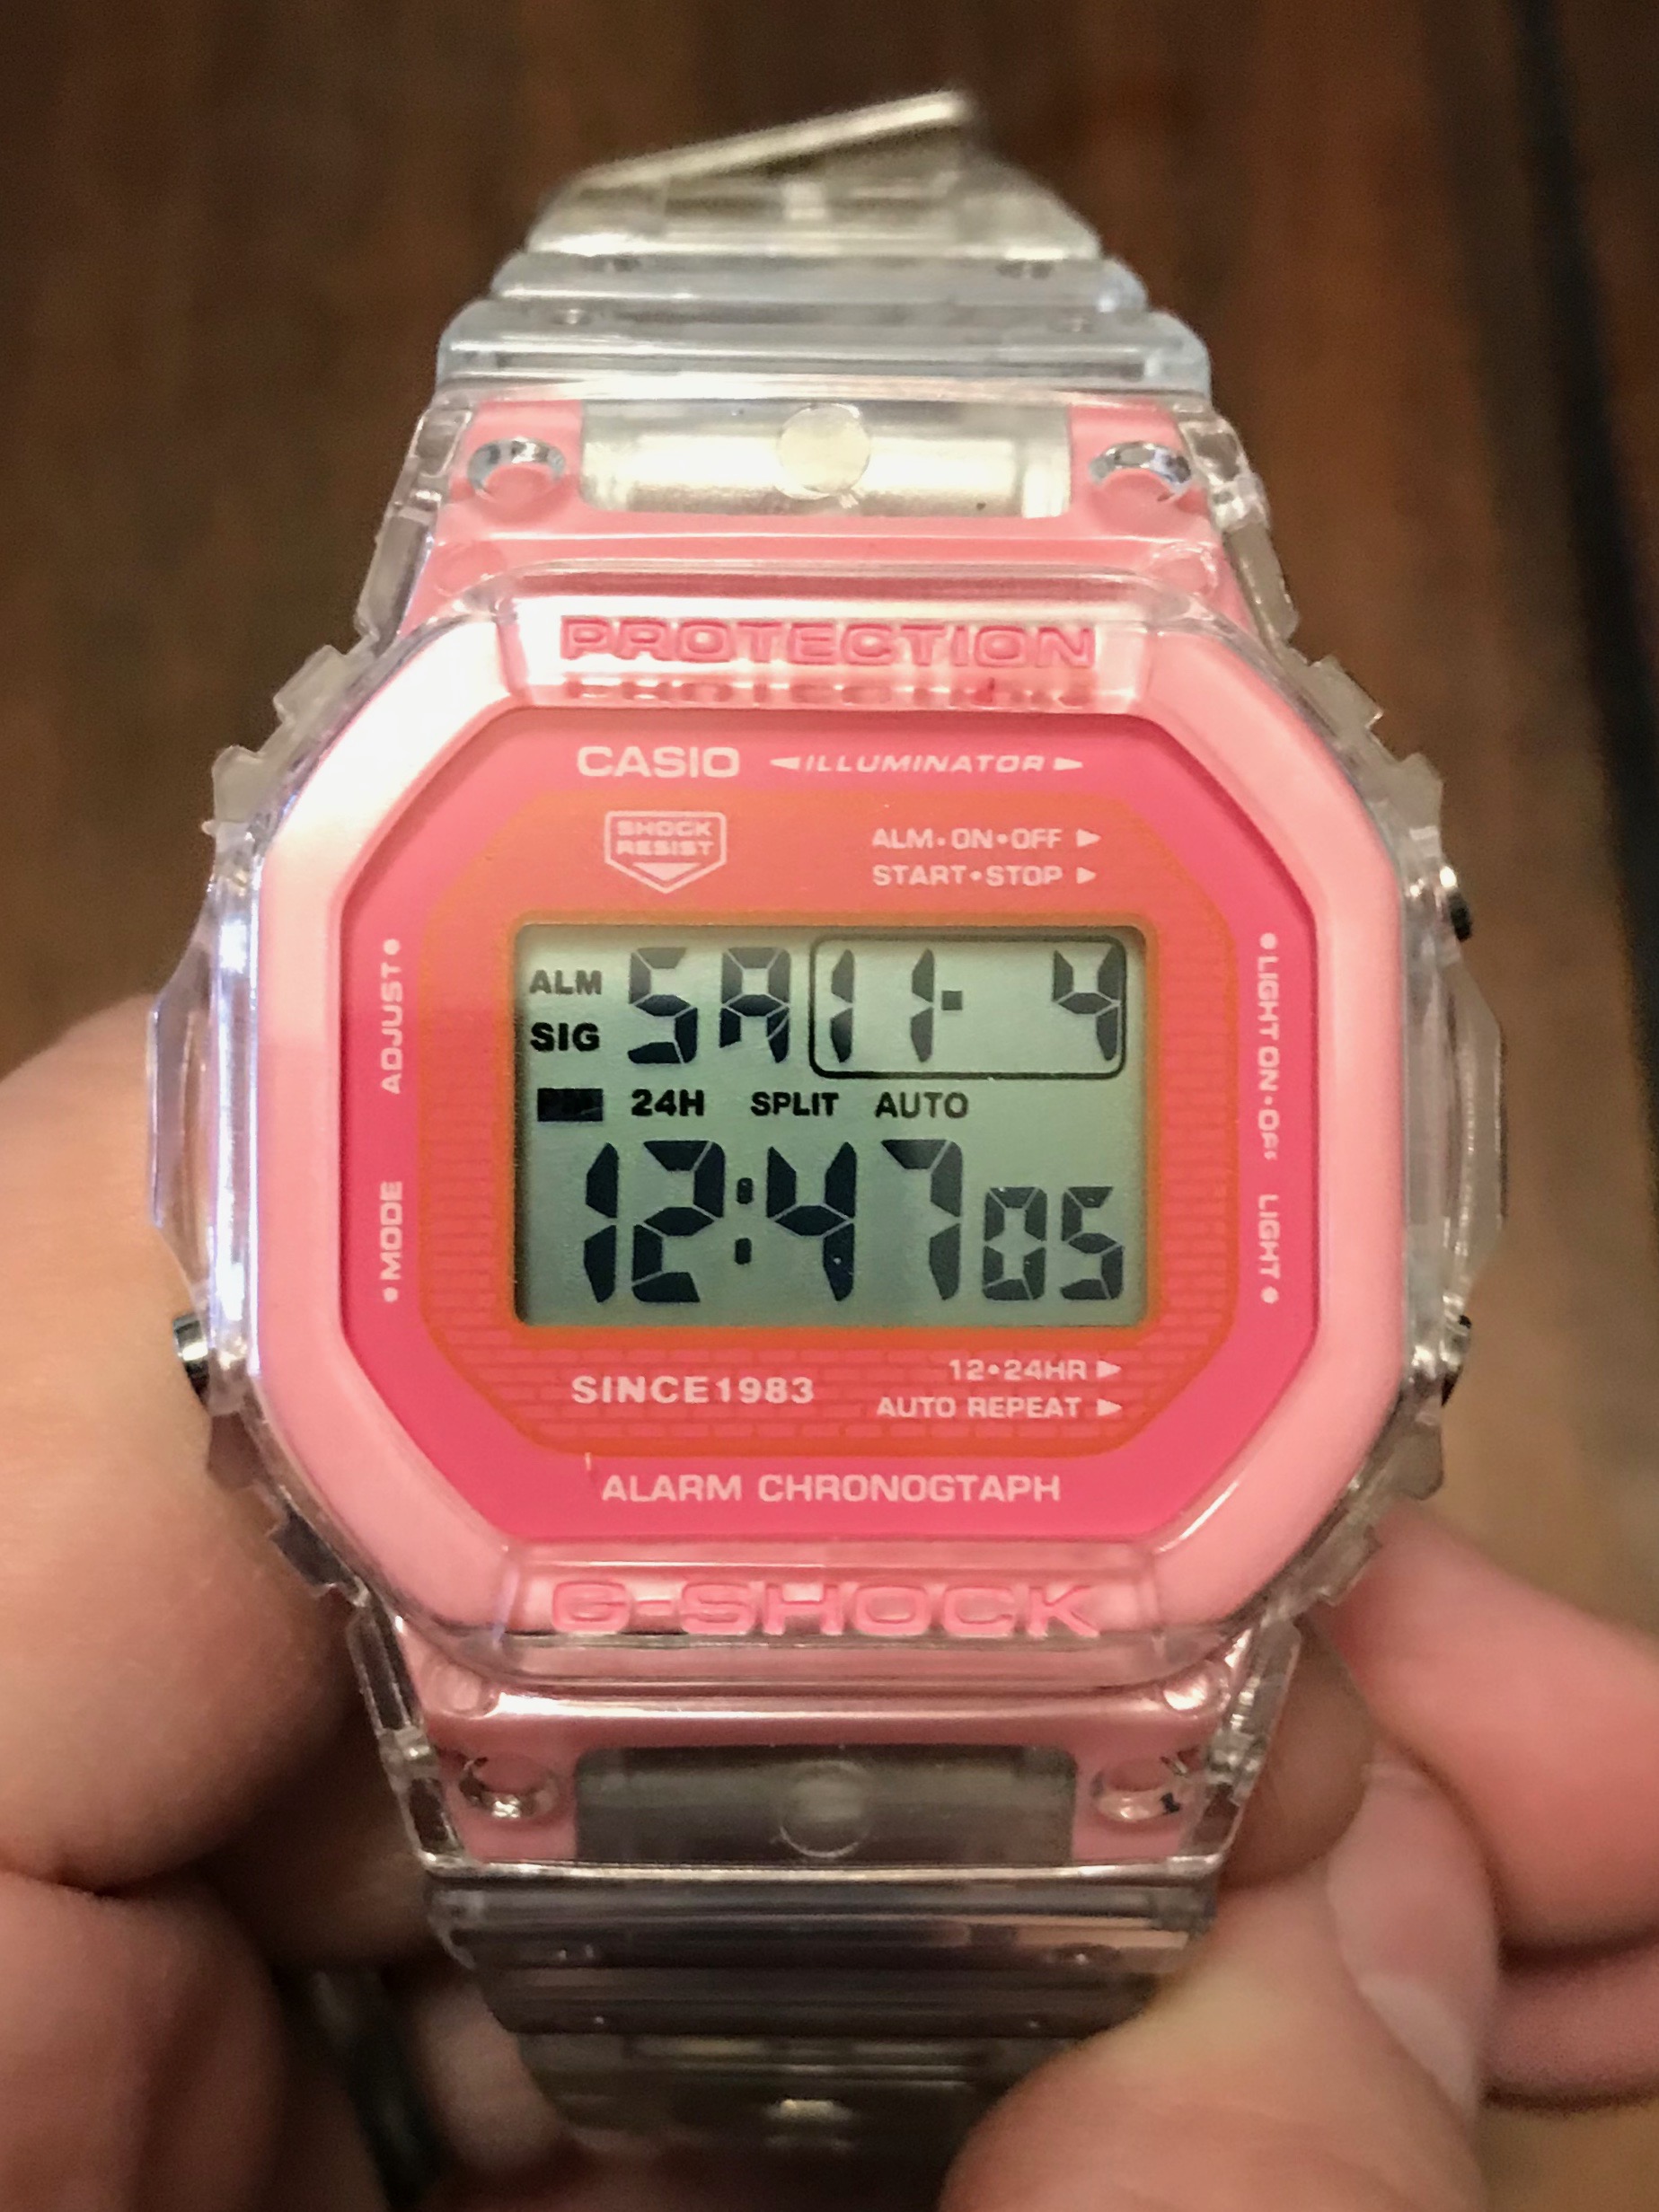 PROTECTION
CASIO ILLUMINATOR
SHOCK
RESIST
ALM•ON•OFF
START•STOP
ADJUST
MODE
ALM SA 11- 4
SIG
24H SPLIT AUTO
12:47 05
LIGHT ON•OFF
LIGHT
12•24HR
SINCE1983
AUTO REPEAT
ALARM CHRONOGTAPH
G-SHOCK